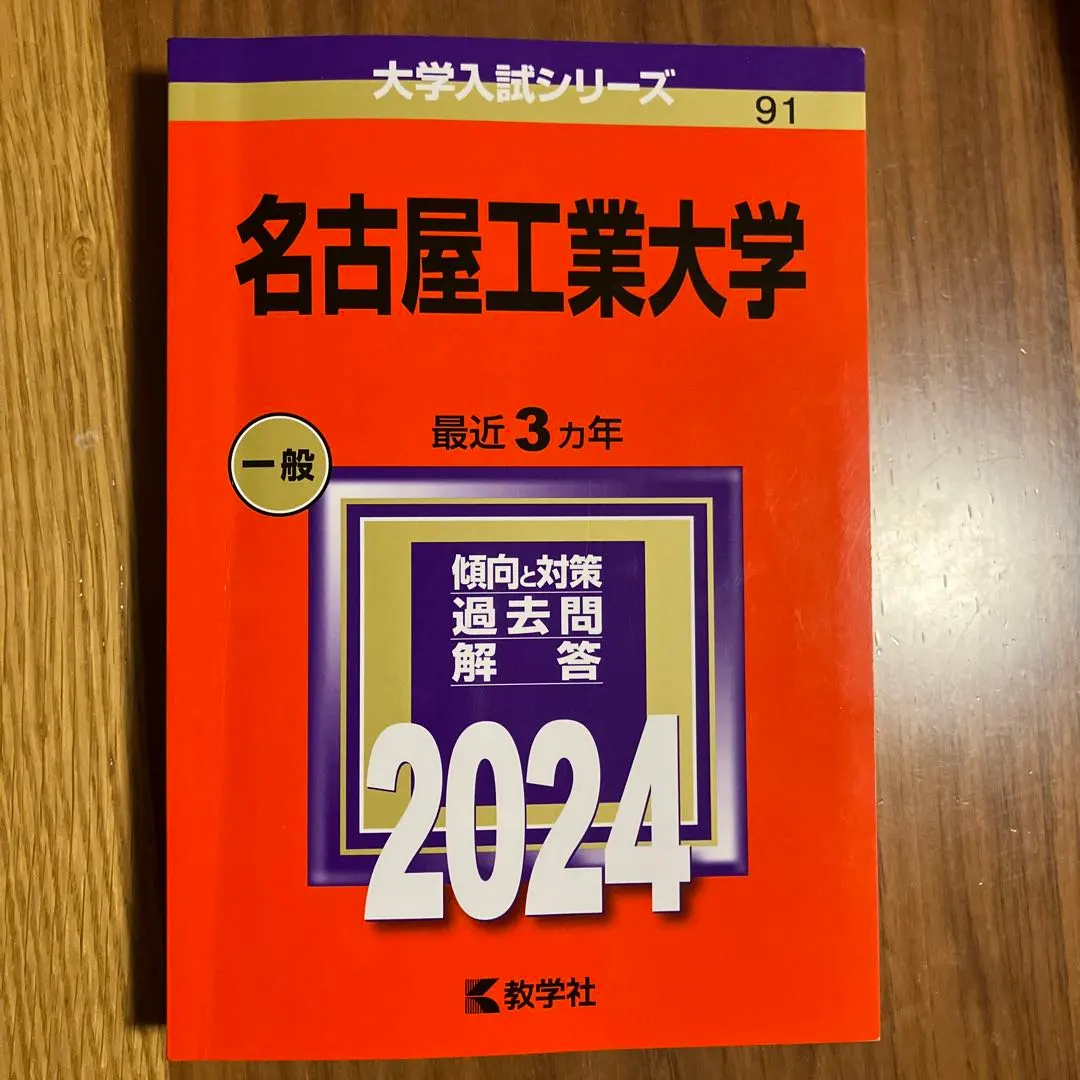 大学入試シリーズ
91
名古屋工業大学
最近3ヵ年
一般
傾向と対策
過去問
解答
2024
教学社